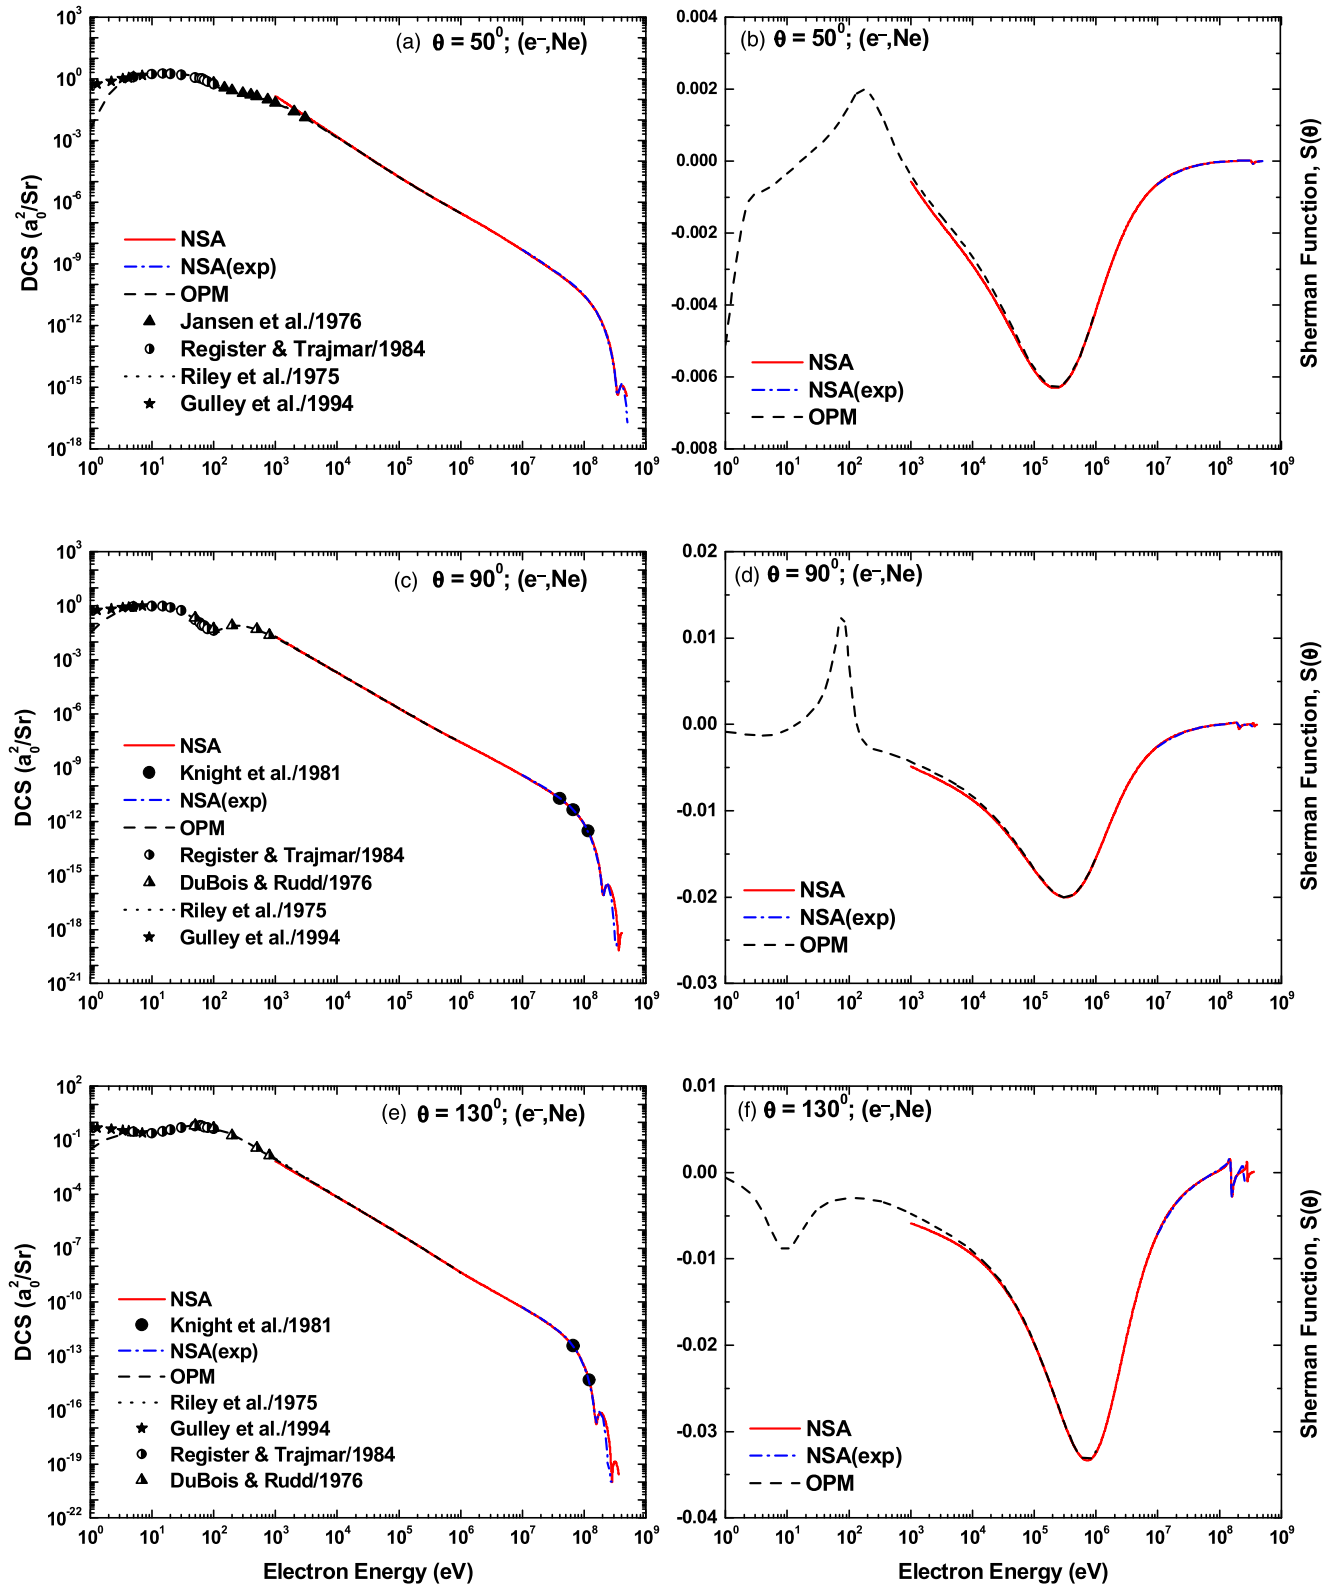 (a) θ = 50⁰; (e⁻,Ne)
DCS (a₀²/Sr)
10³
10⁰
10⁻³
10⁻⁶
10⁻⁹
10⁻¹²
10⁻¹⁵
10⁻¹⁸
NSA
NSA(exp)
OPM
Jansen et al./1976
Register & Trajmar/1984
Riley et al./1975
Gulley et al./1994
10⁰ 10¹ 10² 10³ 10⁴ 10⁵ 10⁶ 10⁷ 10⁸ 10⁹
(b) θ = 50⁰; (e⁻,Ne)
0.004
0.002
0.000
-0.002
-0.004
-0.006
-0.008
Sherman Function, S(θ)
NSA
NSA(exp)
OPM
10⁰ 10¹ 10² 10³ 10⁴ 10⁵ 10⁶ 10⁷ 10⁸ 10⁹
(c) θ = 90⁰; (e⁻,Ne)
DCS (a₀²/Sr)
10³
10⁰
10⁻³
10⁻⁶
10⁻⁹
10⁻¹²
10⁻¹⁵
10⁻¹⁸
10⁻²¹
NSA
Knight et al./1981
NSA(exp)
OPM
Register & Trajmar/1984
DuBois & Rudd/1976
Riley et al./1975
Gulley et al./1994
10⁰ 10¹ 10² 10³ 10⁴ 10⁵ 10⁶ 10⁷ 10⁸ 10⁹
(d) θ = 90⁰; (e⁻,Ne)
0.02
0.01
0.00
-0.01
-0.02
-0.03
Sherman Function, S(θ)
NSA
NSA(exp)
OPM
10⁰ 10¹ 10² 10³ 10⁴ 10⁵ 10⁶ 10⁷ 10⁸ 10⁹
(e) θ = 130⁰; (e⁻,Ne)
DCS (a₀²/Sr)
10²
10⁻¹
10⁻⁴
10⁻⁷
10⁻¹⁰
10⁻¹³
10⁻¹⁶
10⁻¹⁹
10⁻²²
NSA
Knight et al./1981
NSA(exp)
OPM
Riley et al./1975
Gulley et al./1994
Register & Trajmar/1984
DuBois & Rudd/1976
10⁰ 10¹ 10² 10³ 10⁴ 10⁵ 10⁶ 10⁷ 10⁸ 10⁹
Electron Energy (eV)
(f) θ = 130⁰; (e⁻,Ne)
0.01
0.00
-0.01
-0.02
-0.03
-0.04
Sherman Function, S(θ)
NSA
NSA(exp)
OPM
10⁰ 10¹ 10² 10³ 10⁴ 10⁵ 10⁶ 10⁷ 10⁸ 10⁹
Electron Energy (eV)